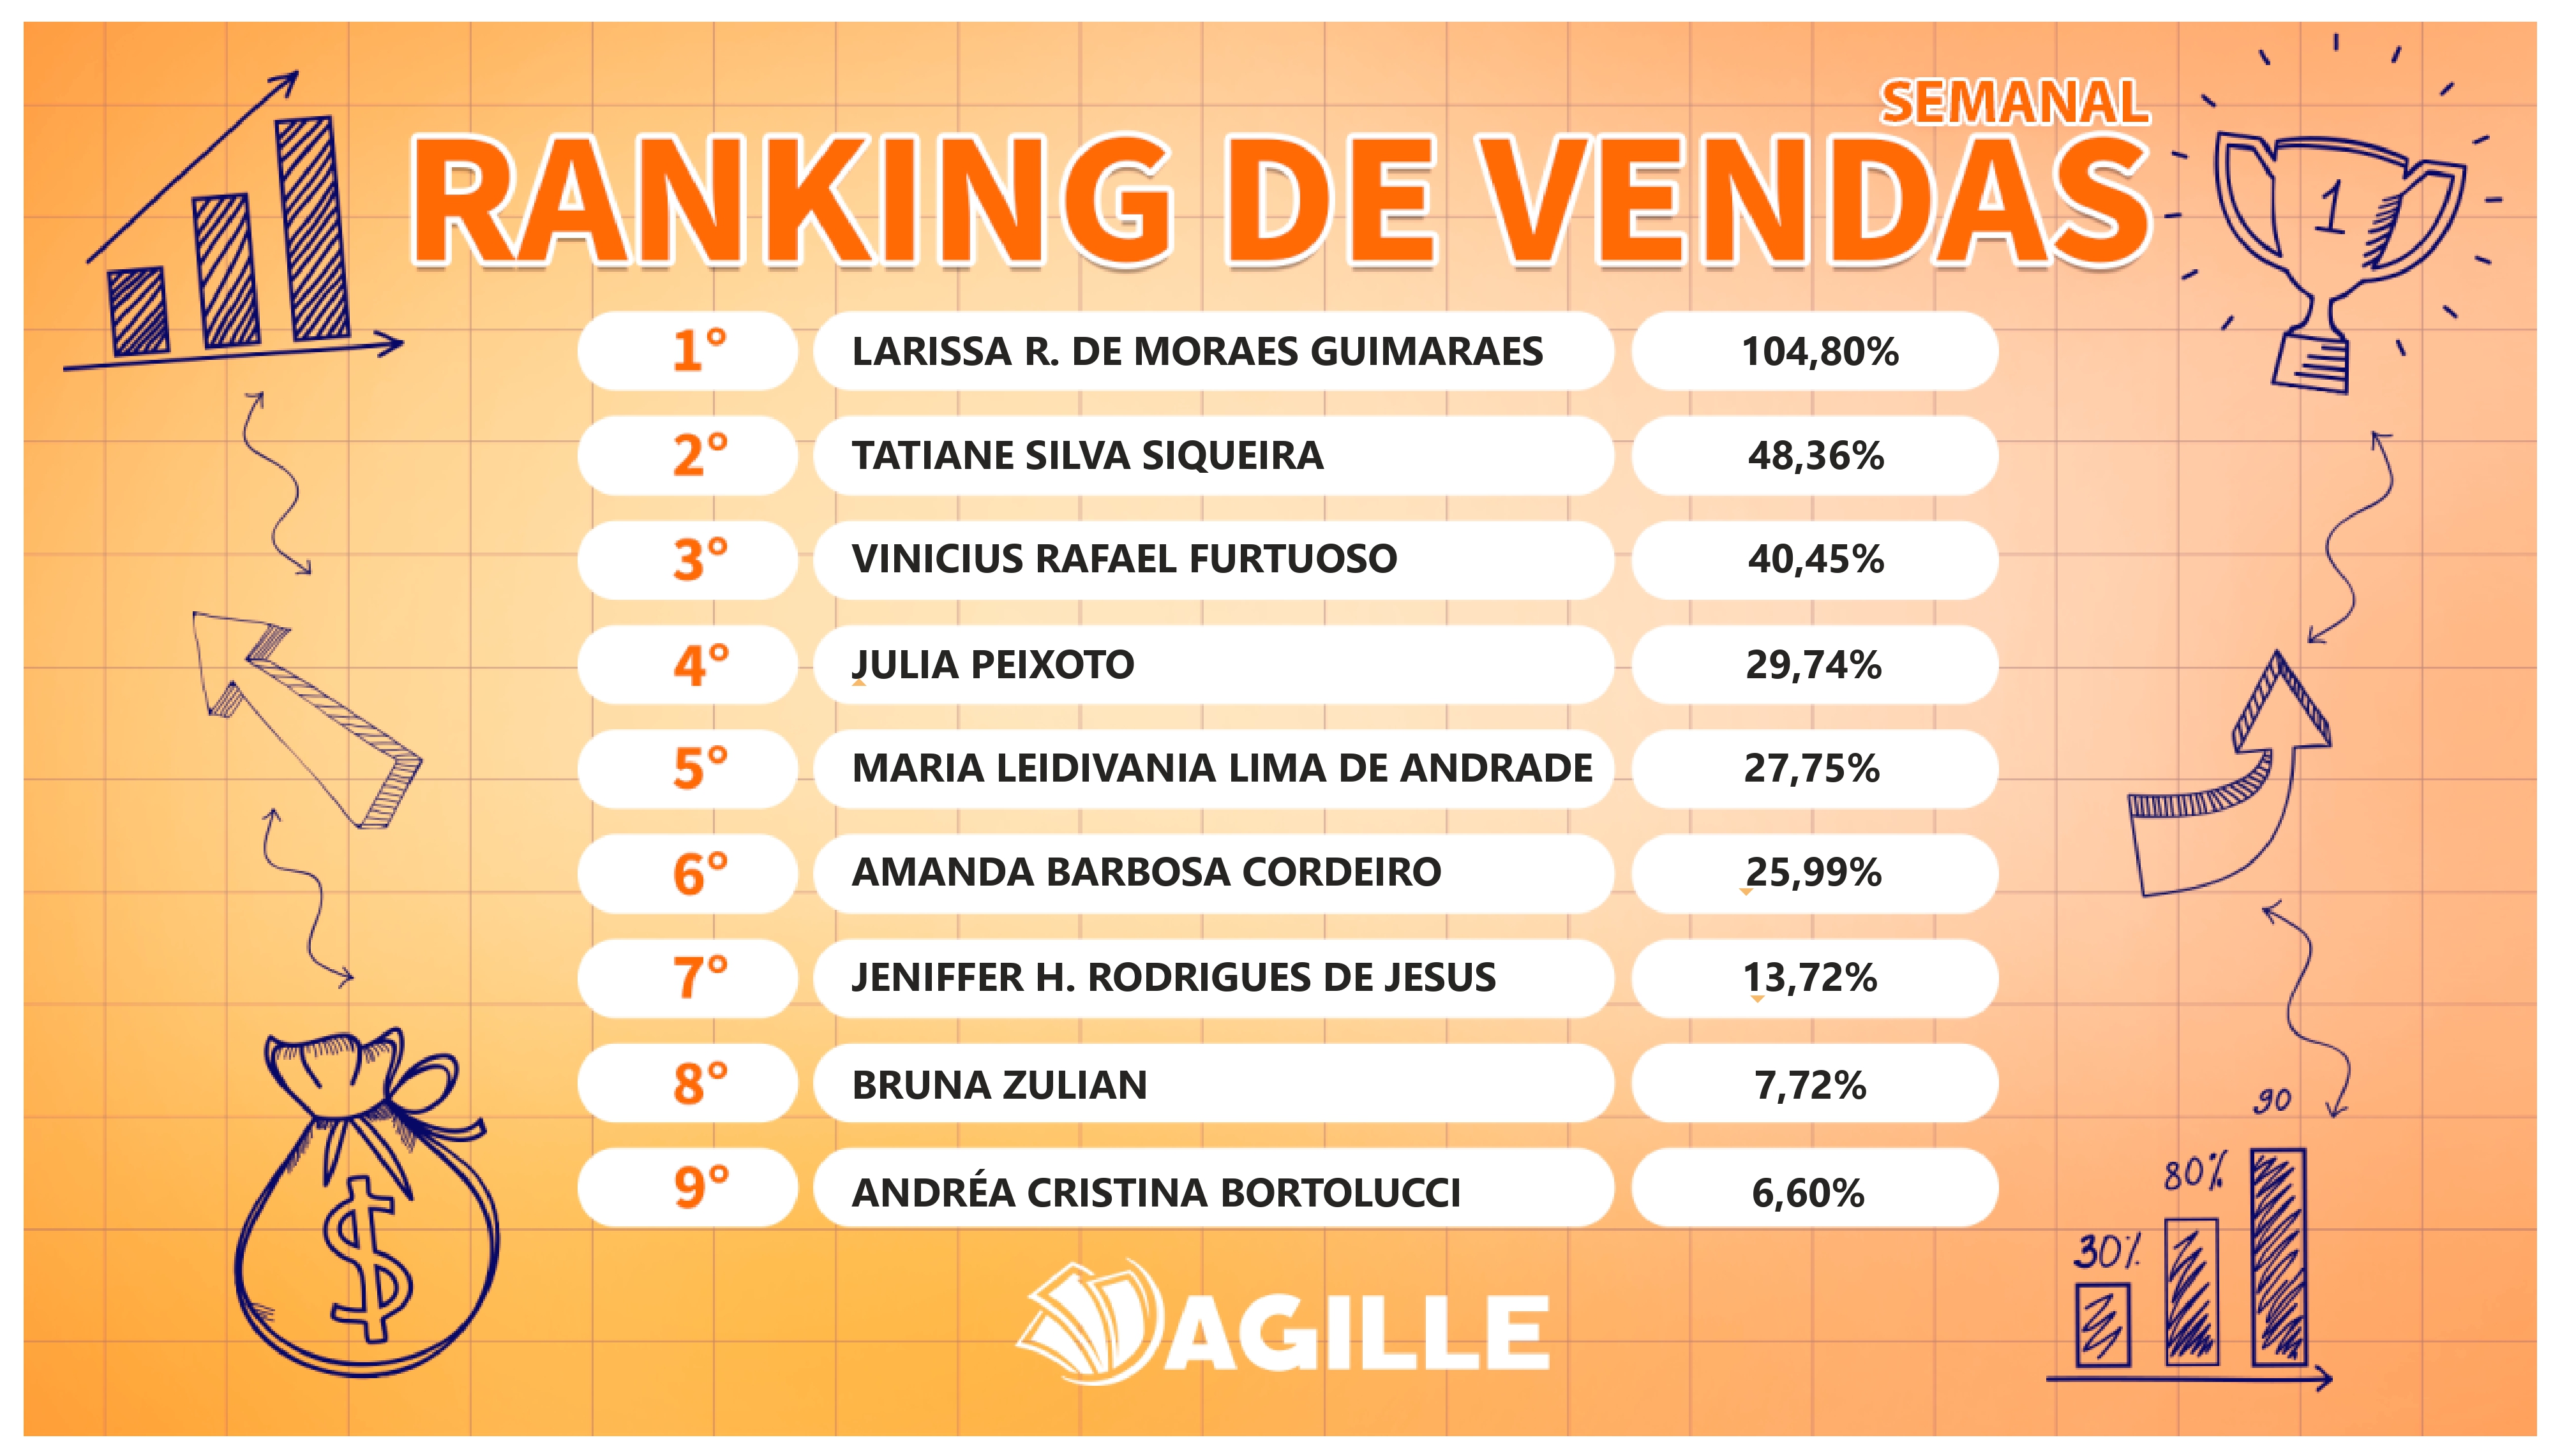 SEMANAL
RANKING DE VENDAS
1
1° LARISSA R. DE MORAES GUIMARAES 104,80%
2° TATIANE SILVA SIQUEIRA 48,36%
3° VINICIUS RAFAEL FURTUOSO 40,45%
4° JULIA PEIXOTO 29,74%
5° MARIA LEIDIVANIA LIMA DE ANDRADE 27,75%
6° AMANDA BARBOSA CORDEIRO 25,99%
7° JENIFFER H. RODRIGUES DE JESUS 13,72%
8° BRUNA ZULIAN 7,72%
9° ANDRÉA CRISTINA BORTOLUCCI 6,60%
$
30%
80%
90
AGILLE